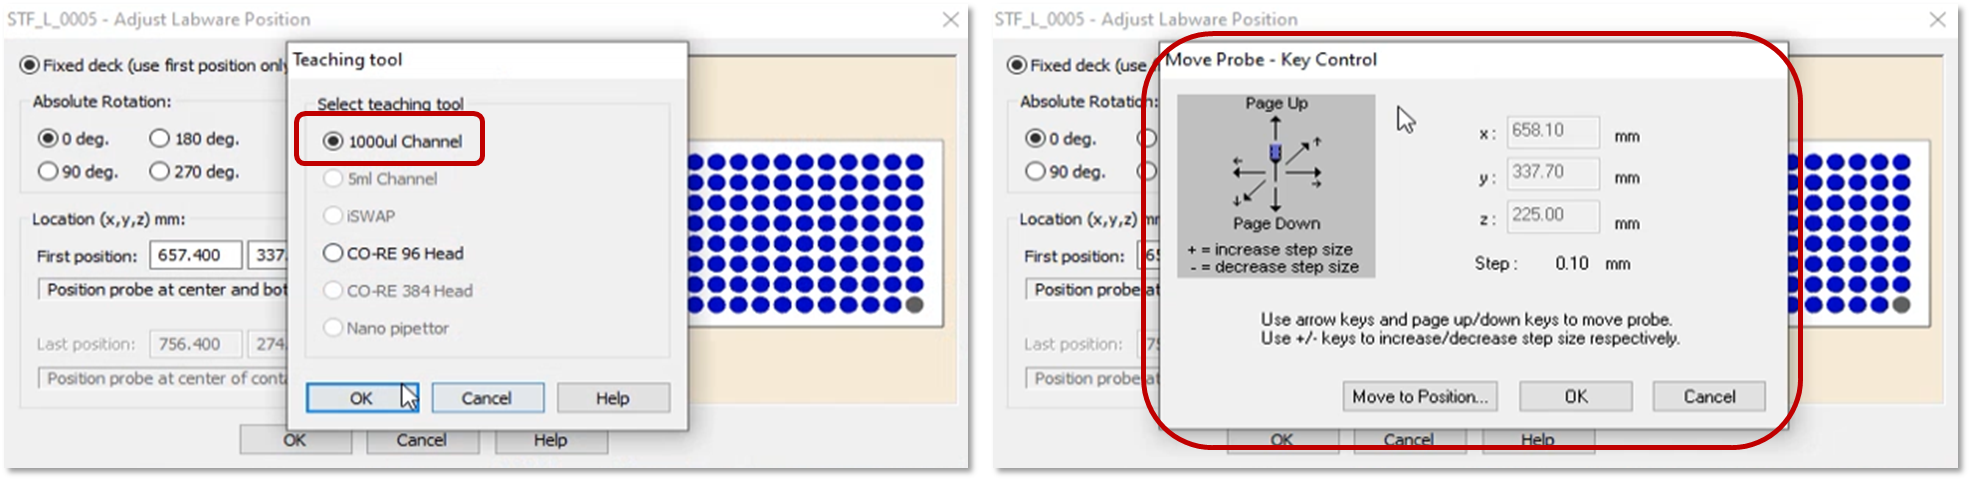 STF_L_0005 - Adjust Labware Position
Teaching tool
Fixed deck (use first position only
Absolute Rotation:
0 deg.
180 deg.
90 deg.
270 deg.
Location (x,y,z) mm:
First position:
657.400
337.
Position probe at center and bot
Last position:
756.400
274.
Position probe at center of conta
Select teaching tool
1000ul Channel
5ml Channel
iSWAP
CO-RE 96 Head
CO-RE 384 Head
Nano pipettor
OK
Cancel
Help
OK
Cancel
Help
STF_L_0005 - Adjust Labware Position
Move Probe - Key Control
Fixed deck (use
Absolute Rotation:
0 deg.
90 deg.
Location (x,y,z) m
First position:
Position probe at
Last position:
Position probe a
Page Up
Page Down
+ = increase step size
- = decrease step size
x :
658.10
mm
y :
337.70
mm
z :
225.00
mm
Step :
0.10
mm
Use arrow keys and page up/down keys to move probe.
Use +/- keys to increase/decrease step size respectively.
Move to Position...
OK
Cancel
OK
Cancel
Help